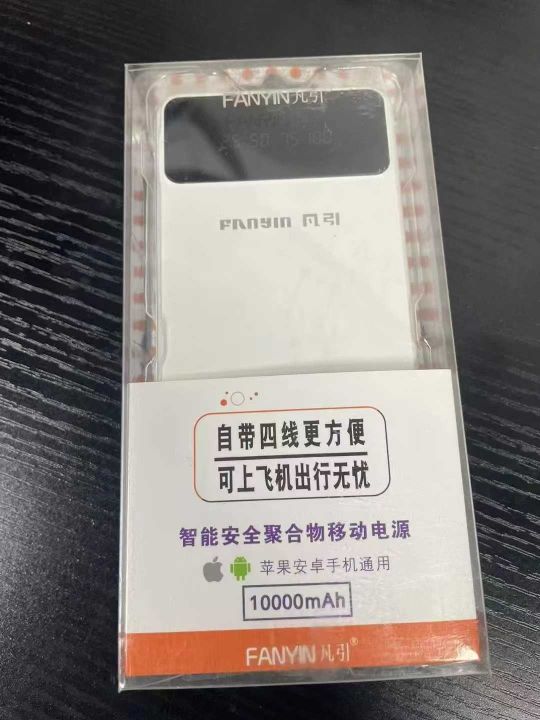 FANYIN凡引
FANYIN 凡引
自带四线更方便
可上飞机出行无忧
智能安全聚合物移动电源
苹果安卓手机通用
10000mAh
FANYIN凡引®